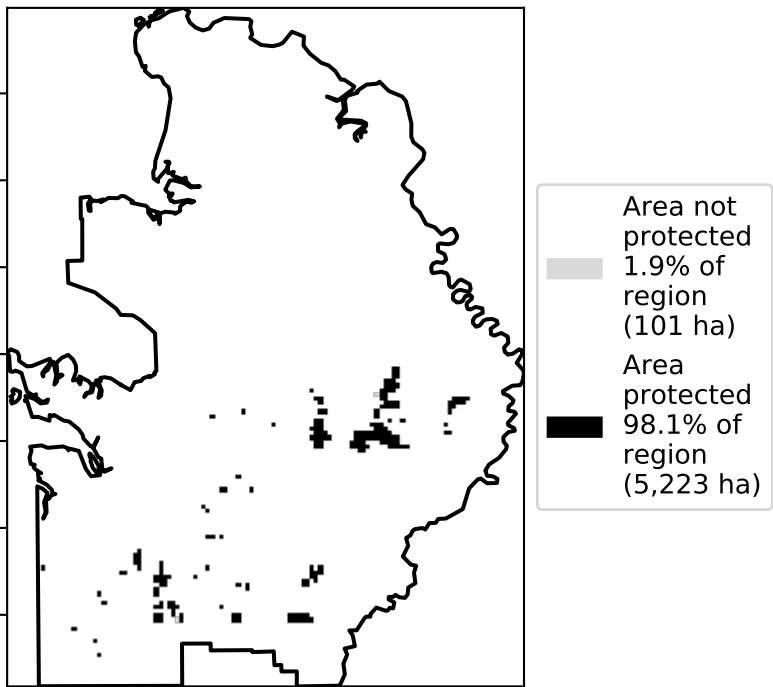 Area not
protected
1.9% of
region
(101 ha)
Area
protected
98.1% of
region
(5,223 ha)